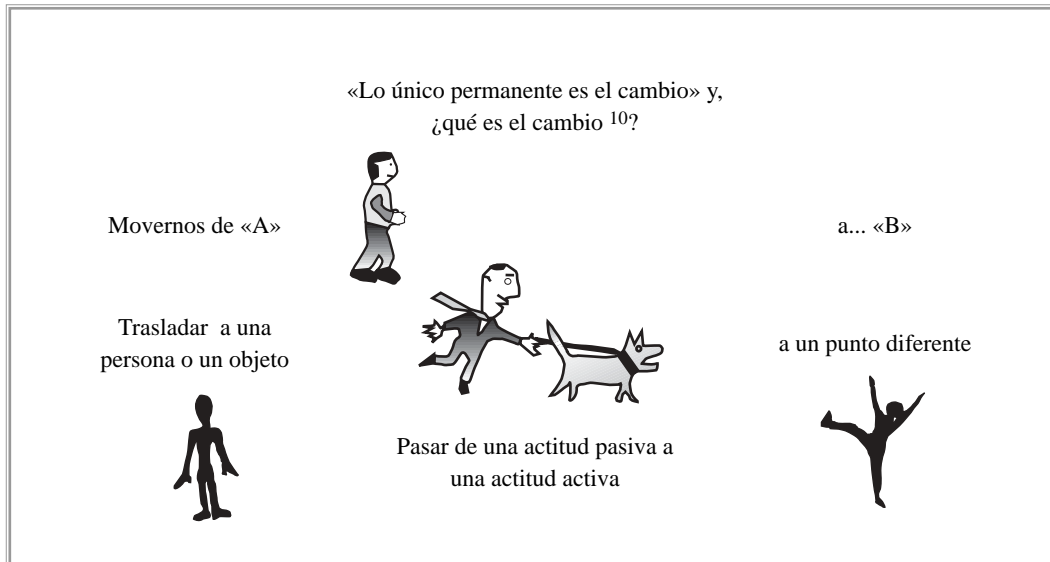 «Lo único permanente es el cambio» y,
¿qué es el cambio 10?
Movernos de «A»
a... «B»
Trasladar a una
persona o un objeto
a un punto diferente
Pasar de una actitud pasiva a
una actitud activa